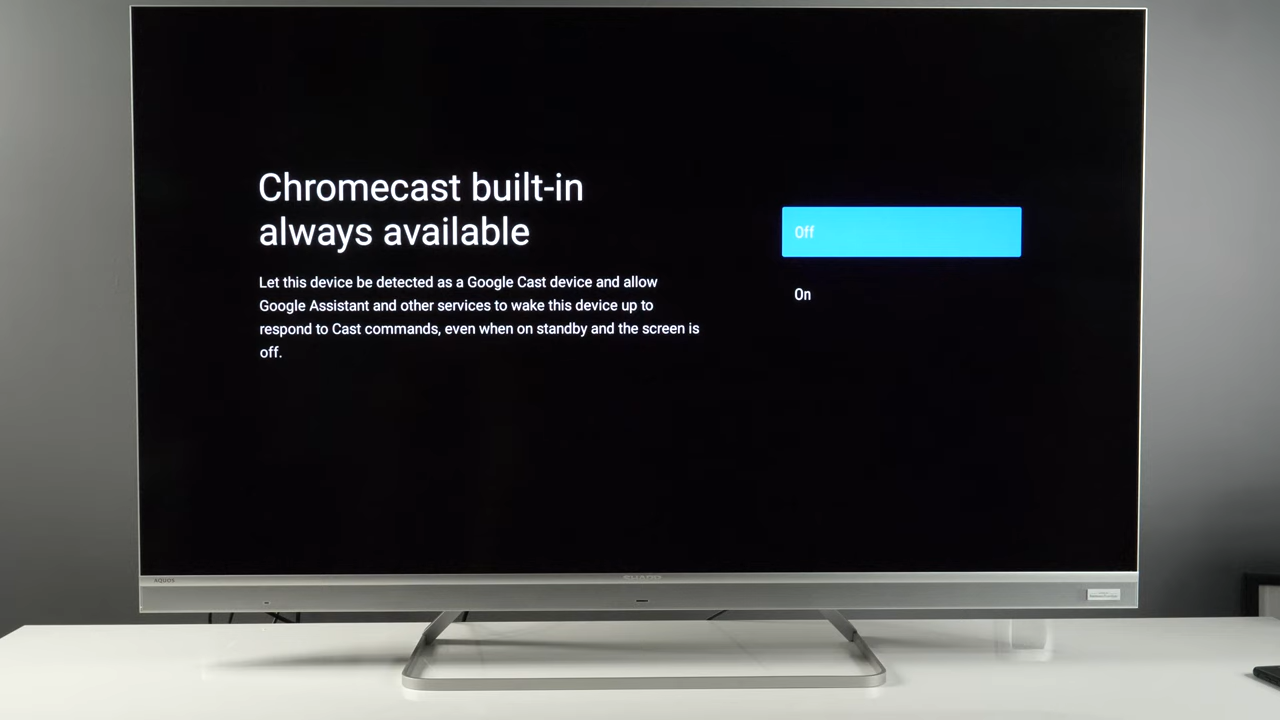 Chromecast built-in
always available
Let this device be detected as a Google Cast device and allow
Google Assistant and other services to wake this device up to
respond to Cast commands, even when on standby and the screen is
off.
Off
On
AQUOS
SHARP